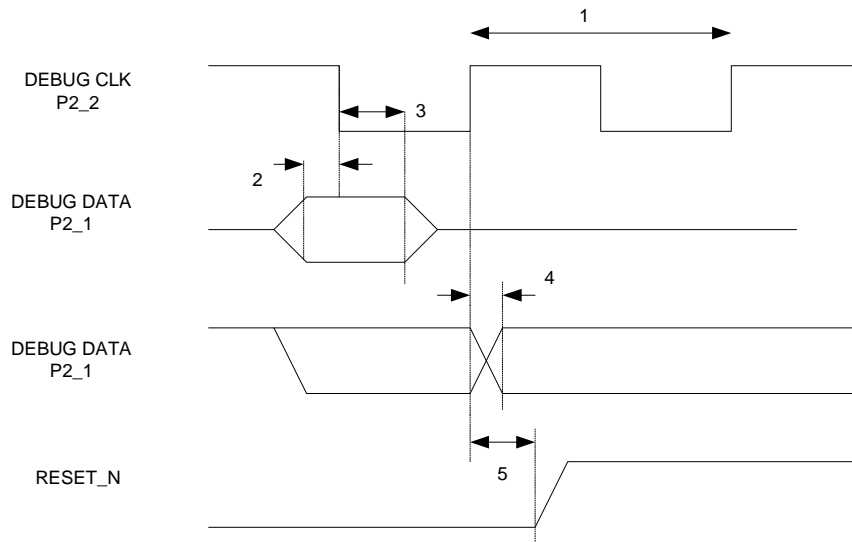 1
DEBUG CLK
P2_2
3
2
DEBUG DATA
P2_1
4
DEBUG DATA
P2_1
5
RESET_N